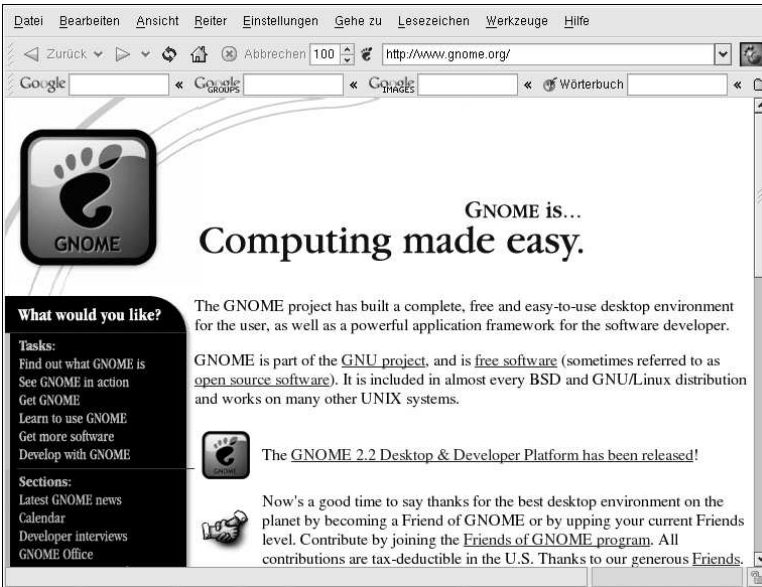 Datei Bearbeiten Ansicht Reiter Einstellungen Gehe zu Lesezeichen Werkzeuge Hilfe
Zurück Abbrechen 100 http://www.gnome.org/
Google « Google GROUPS « Google IMAGES « Wörterbuch «
GNOME
GNOME is...
Computing made easy.
What would you like?
Tasks:
Find out what GNOME is
See GNOME in action
Get GNOME
Learn to use GNOME
Get more software
Develop with GNOME
Sections:
Latest GNOME news
Calendar
Developer interviews
GNOME Office
The GNOME project has built a complete, free and easy-to-use desktop environment
for the user, as well as a powerful application framework for the software developer.
GNOME is part of the GNU project, and is free software (sometimes referred to as
open source software). It is included in almost every BSD and GNU/Linux distribution
and works on many other UNIX systems.
GNOME
The GNOME 2.2 Desktop & Developer Platform has been released!
Now's a good time to say thanks for the best desktop environment on the
planet by becoming a Friend of GNOME or by upping your current Friends
level. Contribute by joining the Friends of GNOME program. All
contributions are tax-deductible in the U.S. Thanks to our generous Friends.